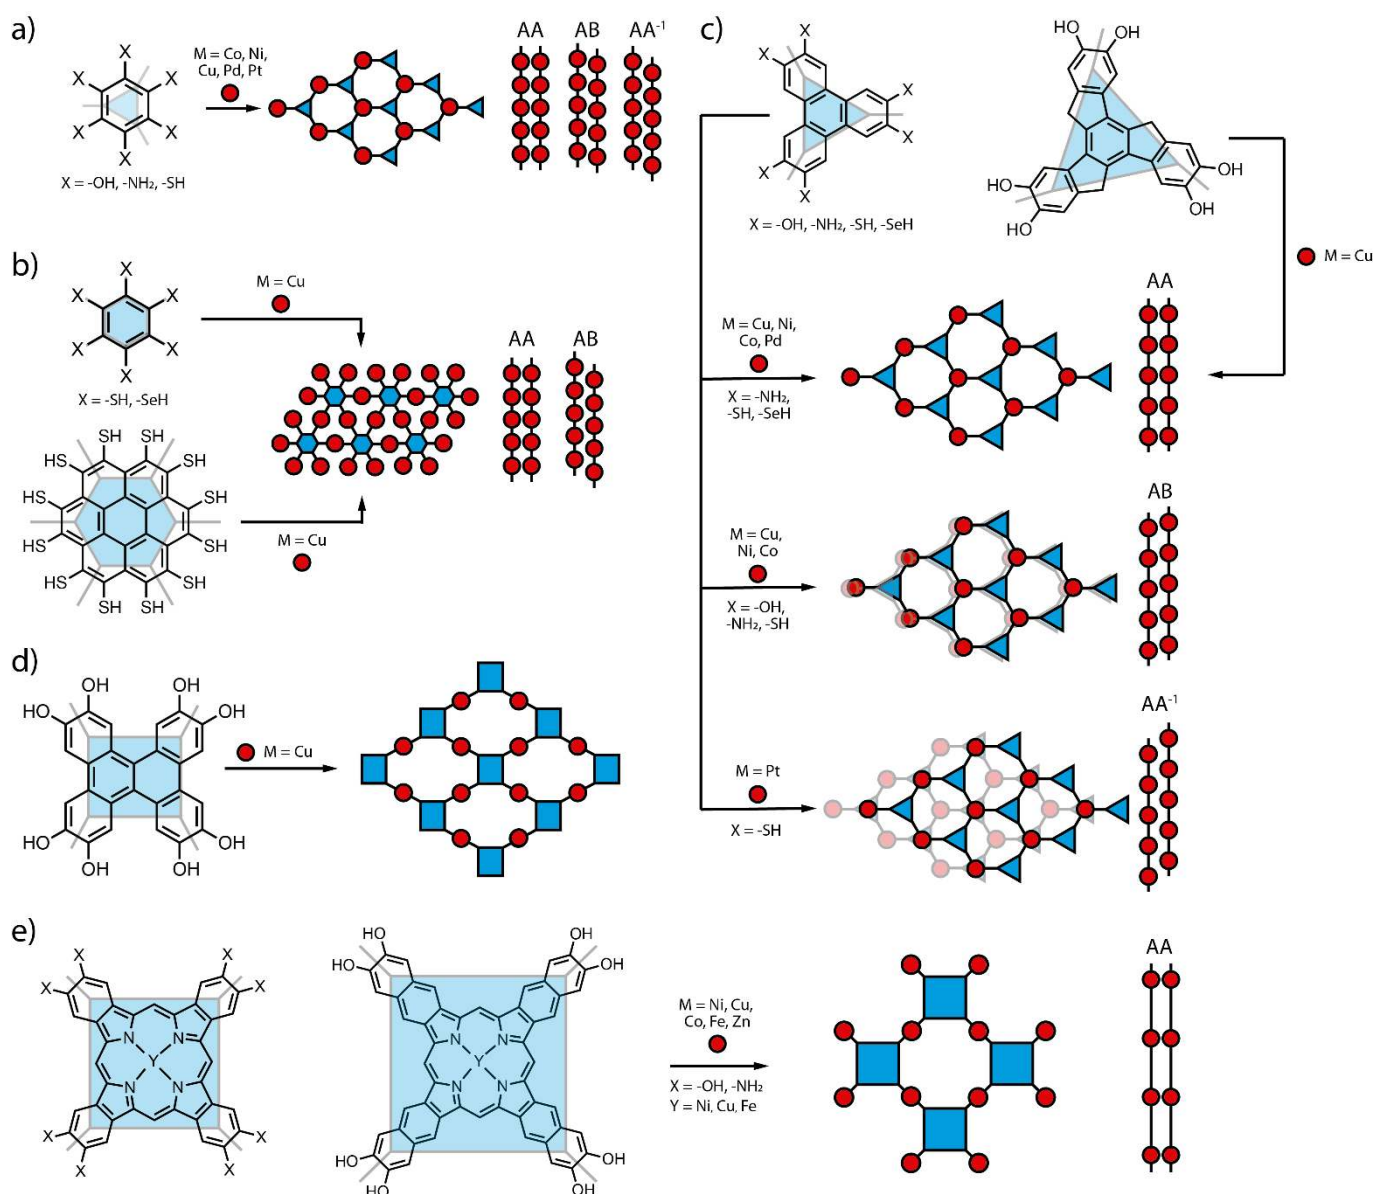 a)
X
X
X
X
X
X
X = -OH, -NH₂, -SH
M = Co, Ni,
Cu, Pd, Pt
AA
AB
AA⁻¹
b)
X
X
X
X
X
X
X = -SH, -SeH
M = Cu
SH
SH
HS
SH
HS
SH
HS
SH
HS
SH
SH
SH
M = Cu
AA
AB
c)
X
X
X
X
X
X
X = -OH, -NH₂, -SH, -SeH
HO
OH
HO
HO
OH
OH
M = Cu
M = Cu, Ni,
Co, Pd
X = -NH₂,
-SH, -SeH
AA
M = Cu,
Ni, Co
X = -OH,
-NH₂, -SH
AB
M = Pt
X = -SH
AA⁻¹
d)
OH
OH
HO
OH
HO
OH
OH
OH
M = Cu
e)
X
X
X
X
N
N
Y
N
N
X
X
X
X
HO
OH
HO
OH
N
N
Y
N
N
HO
OH
HO
OH
M = Ni, Cu,
Co, Fe, Zn
X = -OH, -NH₂
Y = Ni, Cu, Fe
AA